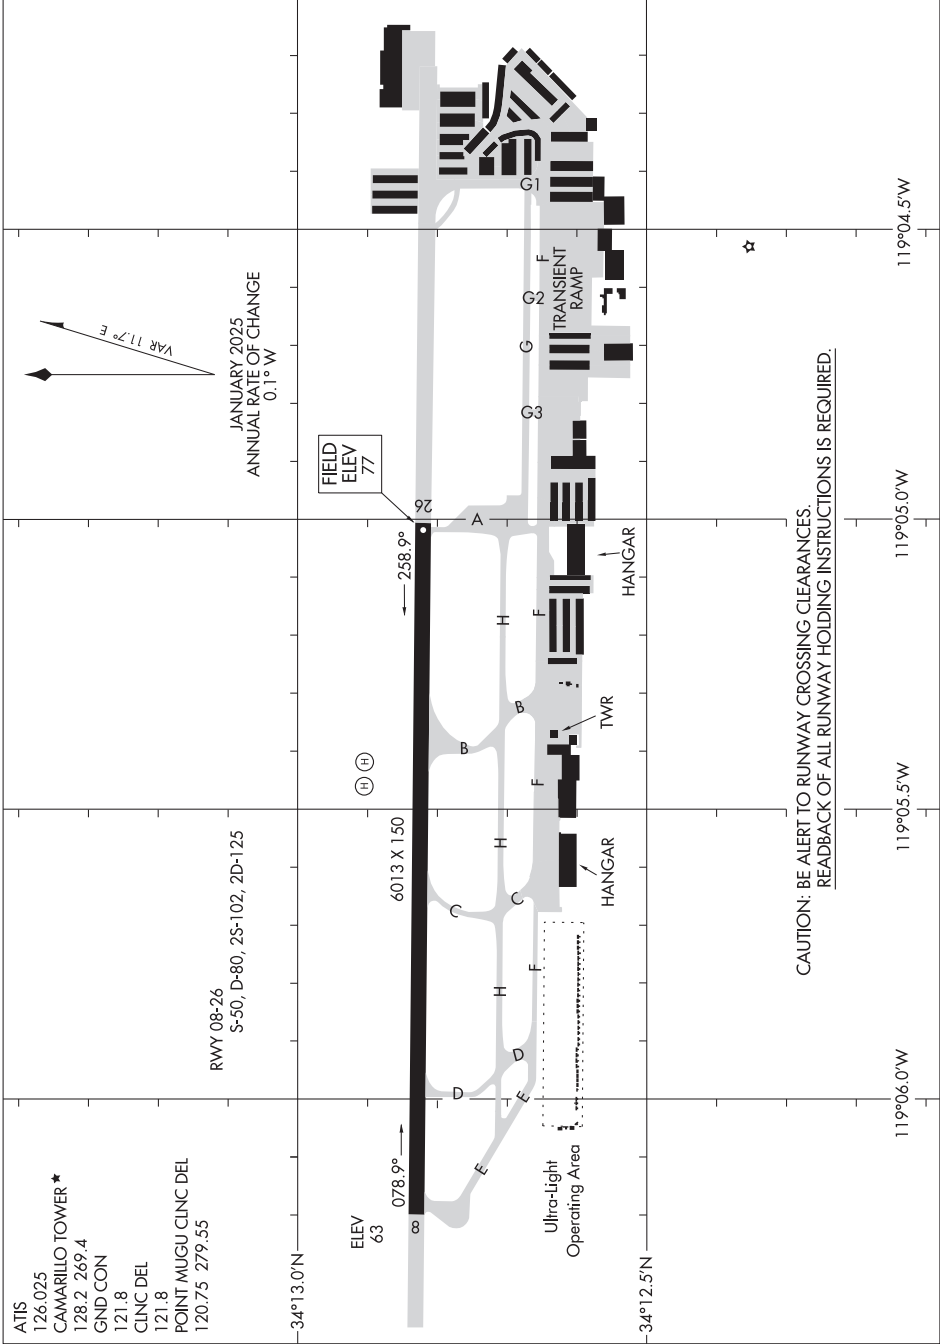 ATIS
126.025
CAMARILLO TOWER
128.2 269.4
GND CON
121.8
CLNC DEL
121.8
POINT MUGU CLNC DEL
120.75 279.55
RWY 08-26
S-50, D-80, 2S-102, 2D-125
VAR 11.7° E
JANUARY 2025
ANNUAL RATE OF CHANGE
0.1° W
FIELD
ELEV
77
ELEV
63
8
078.9°
6013 X 150
258.9°
26
H
H
A
B
B
C
C
D
D
E
E
F
F
F
F
H
H
H
G
G1
G2
G3
TRANSIENT
RAMP
HANGAR
TWR
HANGAR
Ultra-Light
Operating Area
34°13.0'N
34°12.5'N
119°06.0'W
119°05.5'W
119°05.0'W
119°04.5'W
CAUTION: BE ALERT TO RUNWAY CROSSING CLEARANCES.
READBACK OF ALL RUNWAY HOLDING INSTRUCTIONS IS REQUIRED.